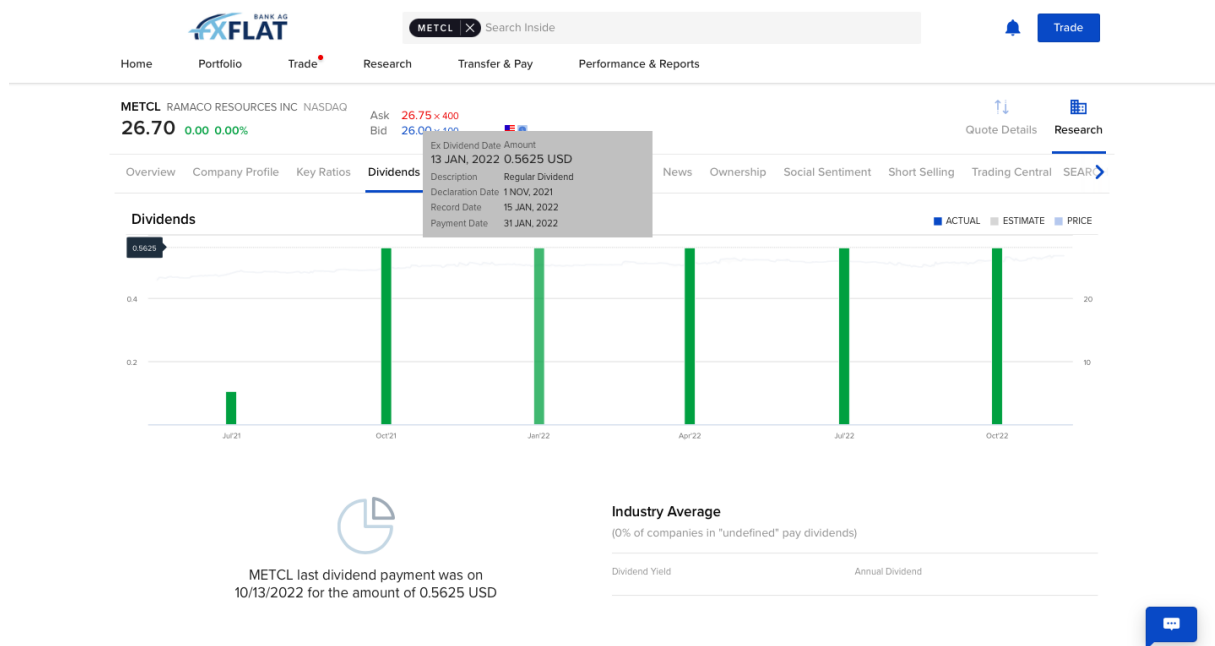 BANK AG
FXFLAT
METCL
Search Inside
Trade
Home Portfolio Trade Research Transfer & Pay Performance & Reports
METCL RAMACO RESOURCES INC NASDAQ
26.70 0.00 0.00%
Ask 26.75 × 400
Bid 26.00 × 100
Quote Details Research
Overview Company Profile Key Ratios Dividends News Ownership Social Sentiment Short Selling Trading Central
Ex Dividend Date Amount
13 JAN, 2022 0.5625 USD
Description Regular Dividend
Declaration Date 1 NOV, 2021
Record Date 15 JAN, 2022
Payment Date 31 JAN, 2022
Dividends
ACTUAL ESTIMATE PRICE
0.5625
0.4 20
0.2 10
Jul'21 Oct'21 Jan'22 Apr'22 Jul'22 Oct'22
METCL last dividend payment was on
10/13/2022 for the amount of 0.5625 USD
Industry Average
(0% of companies in "undefined" pay dividends)
Dividend Yield Annual Dividend